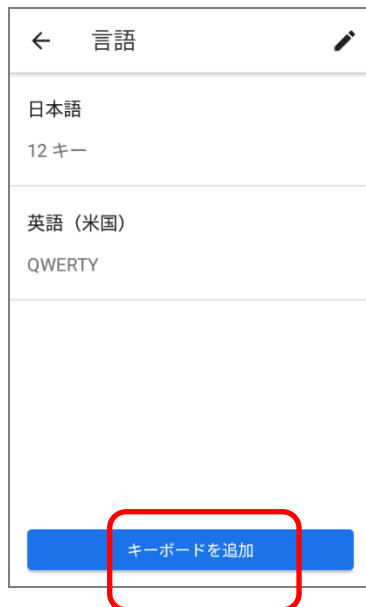 言語
日本語
12 キー
英語（米国）
QWERTY
キーボードを追加